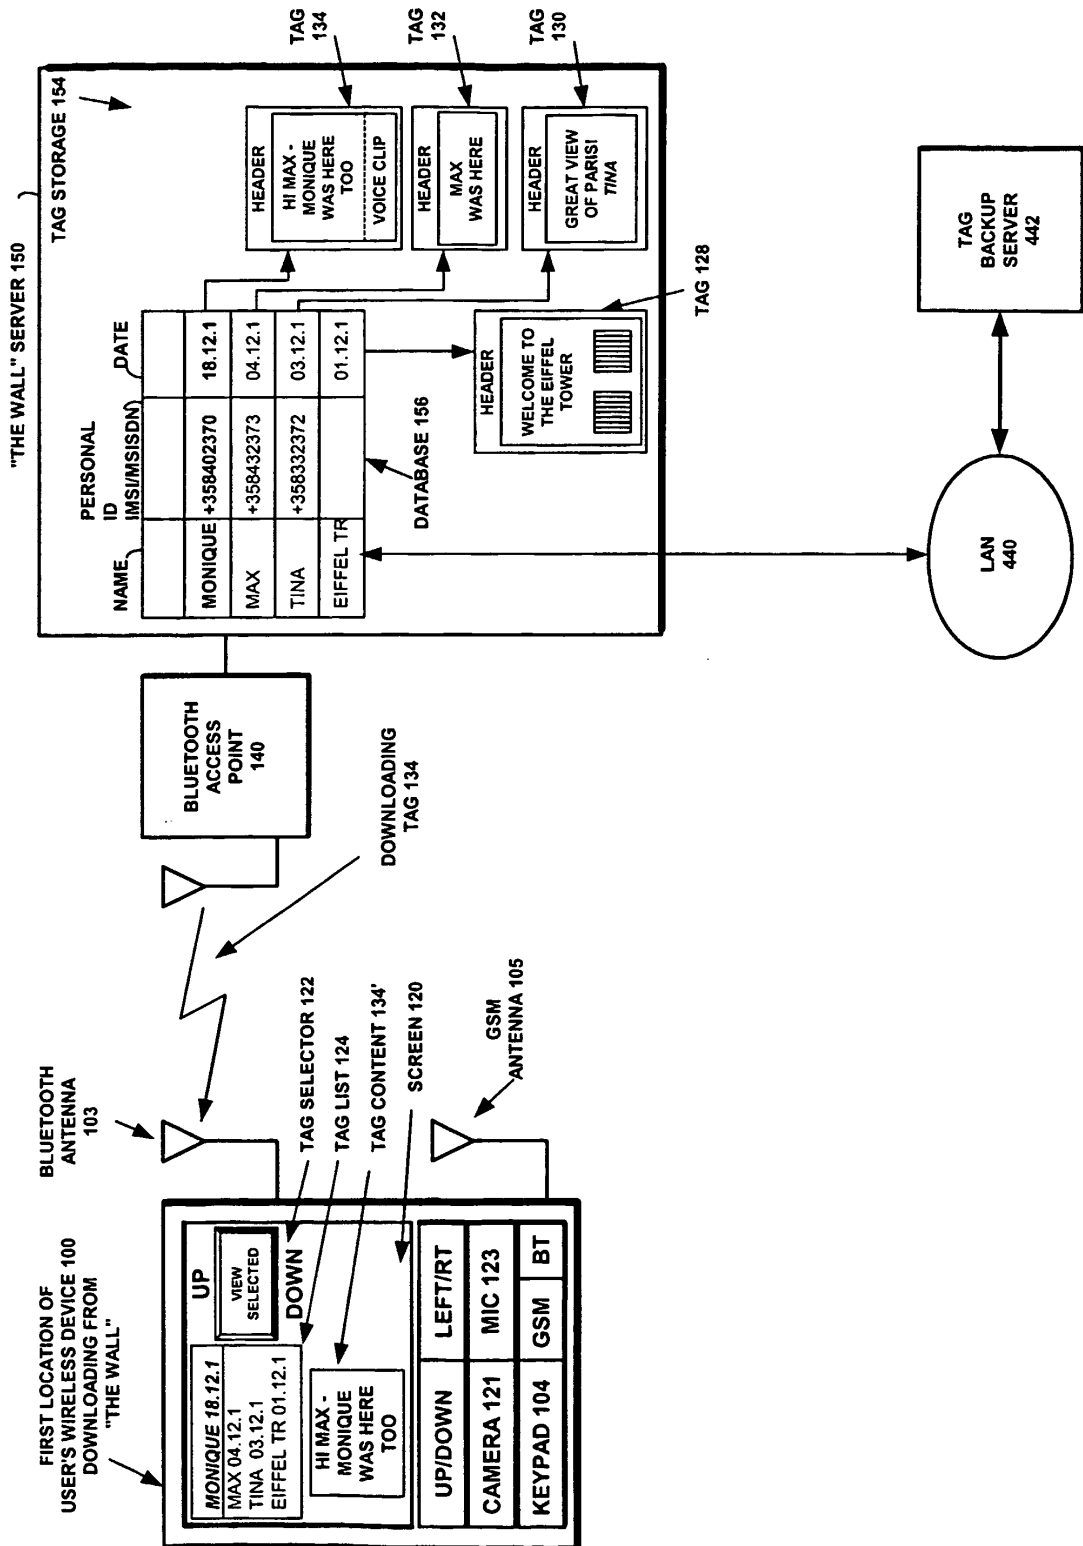 FIRST LOCATION OF
USER'S WIRELESS DEVICE 100
DOWNLOADING FROM
"THE WALL"
MONIQUE 18.12.1
MAX 04.12.1
TINA 03.12.1
EIFFEL TR 01.12.1
UP
VIEW
SELECTED
DOWN
HI MAX -
MONIQUE
WAS HERE
TOO
UP/DOWN
LEFT/RT
CAMERA 121
MIC 123
KEYPAD 104
GSM
BT
BLUETOOTH
ANTENNA
103
TAG SELECTOR 122
TAG LIST 124
TAG CONTENT 134'
SCREEN 120
GSM
ANTENNA 105
DOWNLOADING
TAG 134
BLUETOOTH
ACCESS
POINT
140
"THE WALL" SERVER 150
TAG STORAGE 154
NAME
PERSONAL
ID
IMSI/MSISDN
DATE
MONIQUE +358402370 18.12.1
MAX +358432373 04.12.1
TINA +358332372 03.12.1
EIFFEL TR 01.12.1
DATABASE 156
HEADER
HI MAX -
MONIQUE
WAS HERE
TOO
VOICE CLIP
TAG
134
HEADER
MAX
WAS HERE
TAG
132
HEADER
GREAT VIEW
OF PARIS!
TINA
TAG
130
HEADER
WELCOME TO
THE EIFFEL
TOWER
TAG 128
LAN
440
TAG
BACKUP
SERVER
442